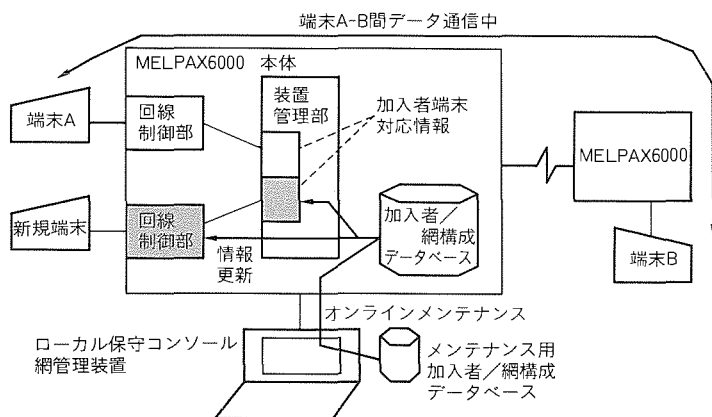 端末A-B間データ通信中
MELPAX6000 本体
装置
管理部
加入者端末
対応情報
端末A
回線
制御部
MELPAX6000
新規端末
回線
制御部
情報
更新
加入者／
網構成
データベース
端末B
オンラインメンテナンス
ローカル保守コンソール
網管理装置
メンテナンス用
加入者／網構成
データベース